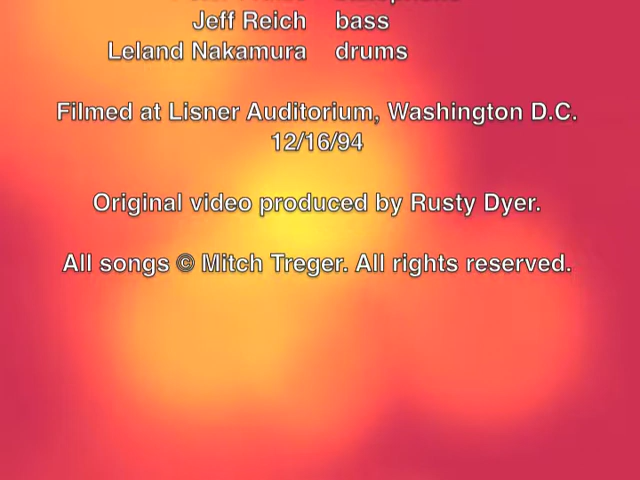 Jeff Reich bass
Leland Nakamura drums
Filmed at Lisner Auditorium, Washington D.C.
12/16/94
Original video produced by Rusty Dyer.
All songs © Mitch Treger. All rights reserved.